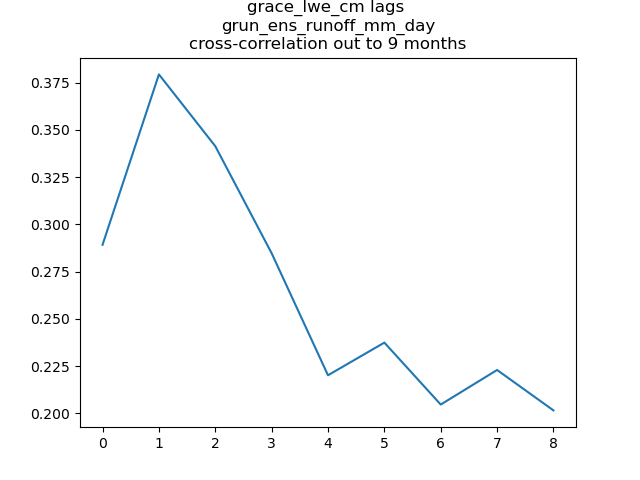 grace_lwe_cm lags
grun_ens_runoff_mm_day
cross-correlation out to 9 months
0.375
0.350
0.325
0.300
0.275
0.250
0.225
0.200
0 1 2 3 4 5 6 7 8